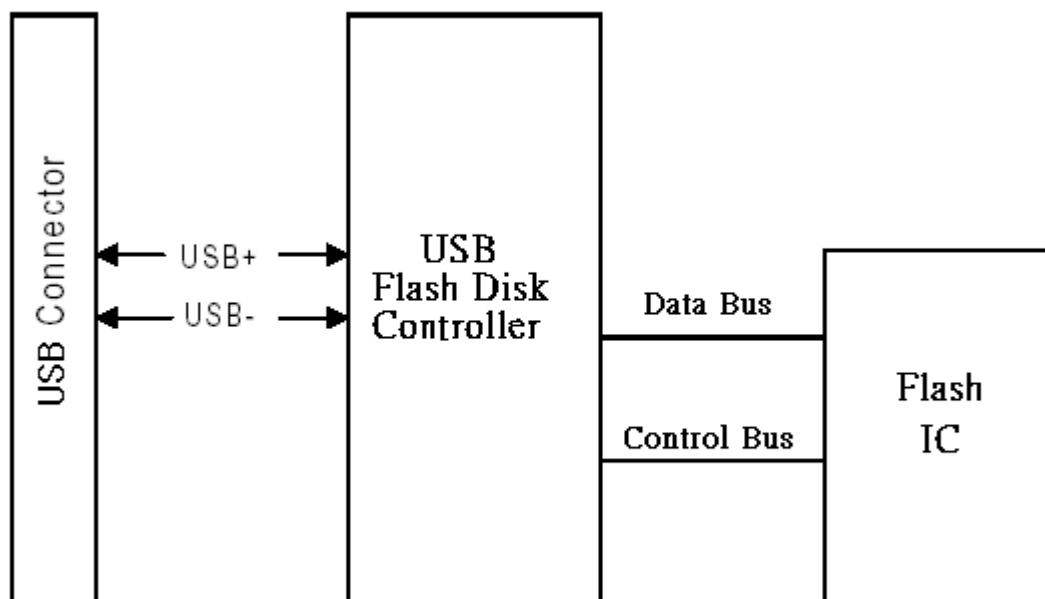 USB Connector
USB+
USB-
USB
Flash Disk
Controller
Data Bus
Control Bus
Flash
IC